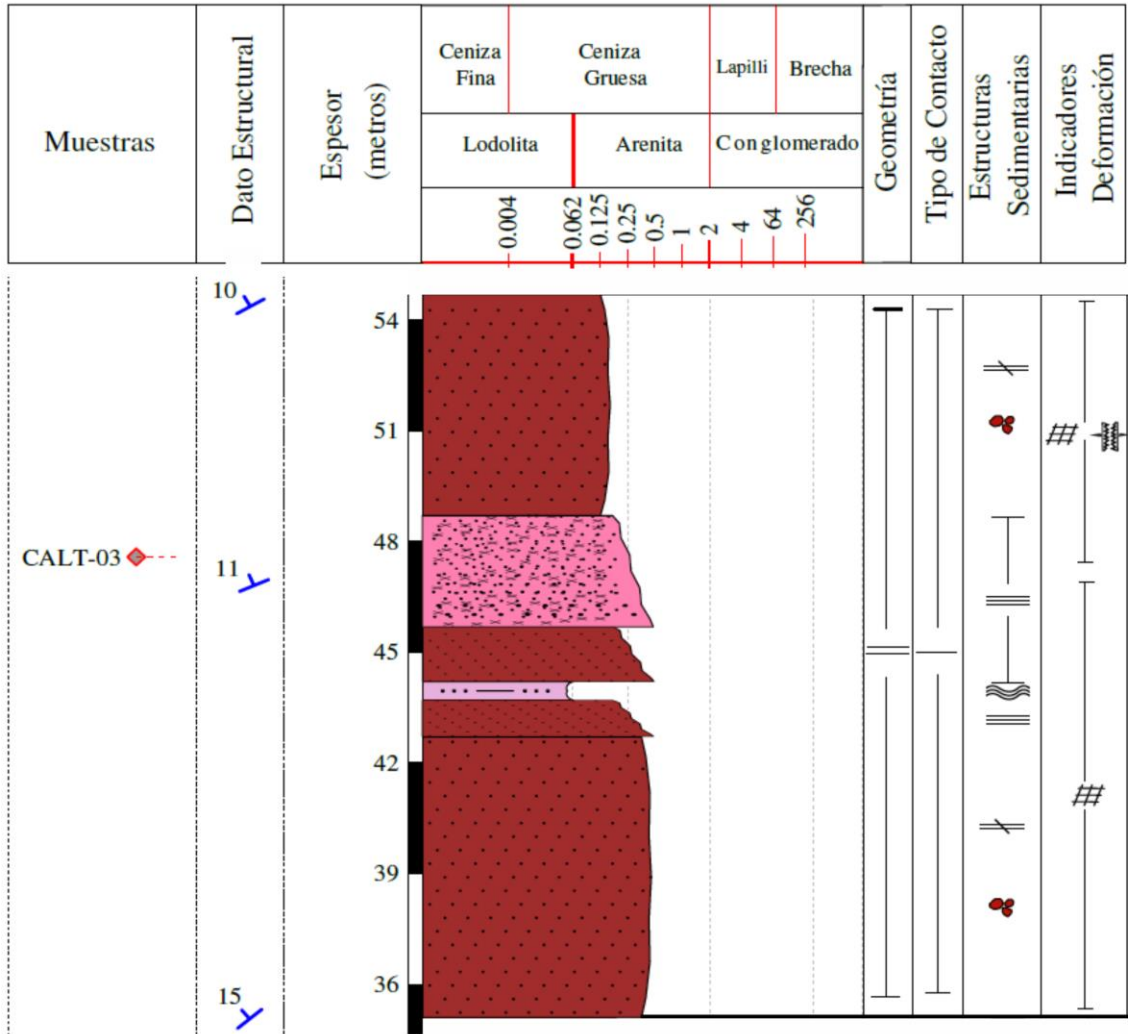 Muestras
Dato Estructural
Espesor
(metros)
Ceniza
Fina
Ceniza
Gruesa
Lapilli
Brecha
Lodolita
Arenita
Conglomerado
0.004
0.062
0.125
0.25
0.5
1
2
4
64
256
Geometría
Tipo de Contacto
Estructuras
Sedimentarias
Indicadores
Deformación
10
54
51
48
CALT-03
11
45
42
39
36
15